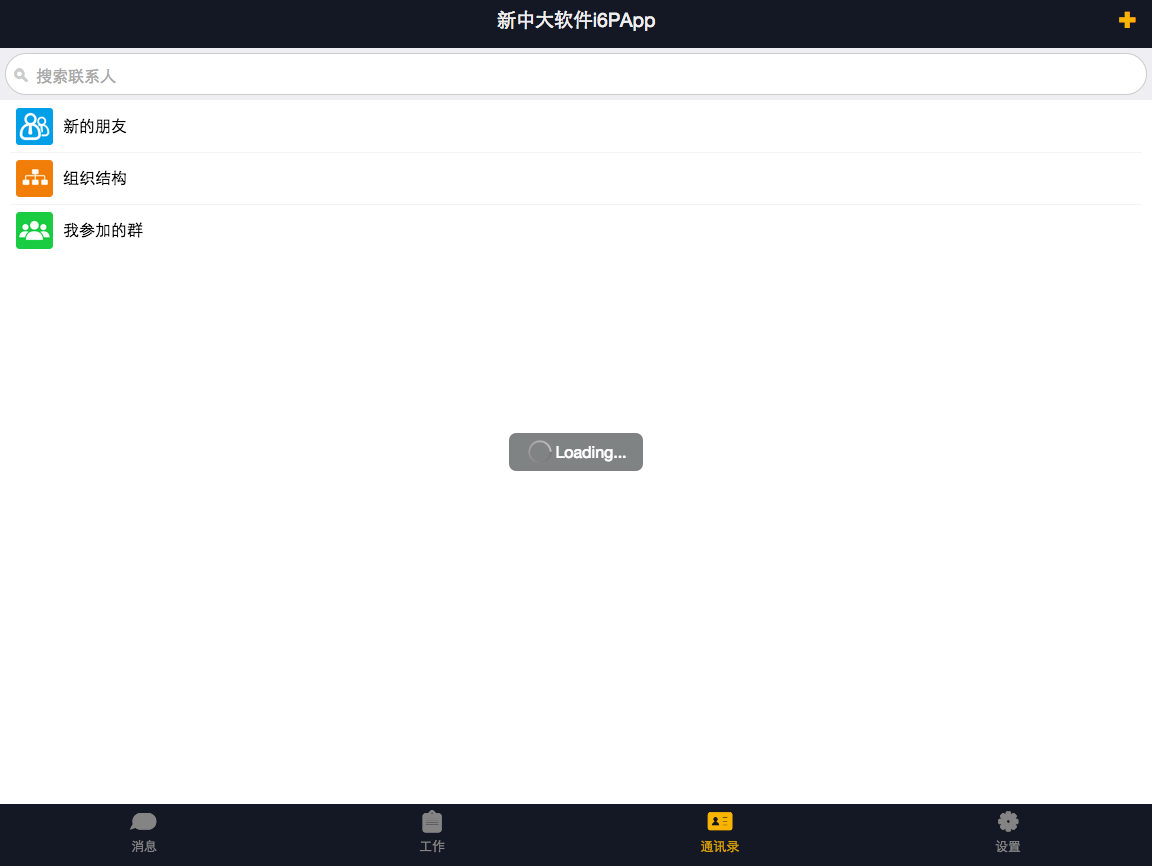 新中大软件i6PApp
搜索联系人
新的朋友
组织结构
我参加的群
Loading...
消息
工作
通讯录
设置